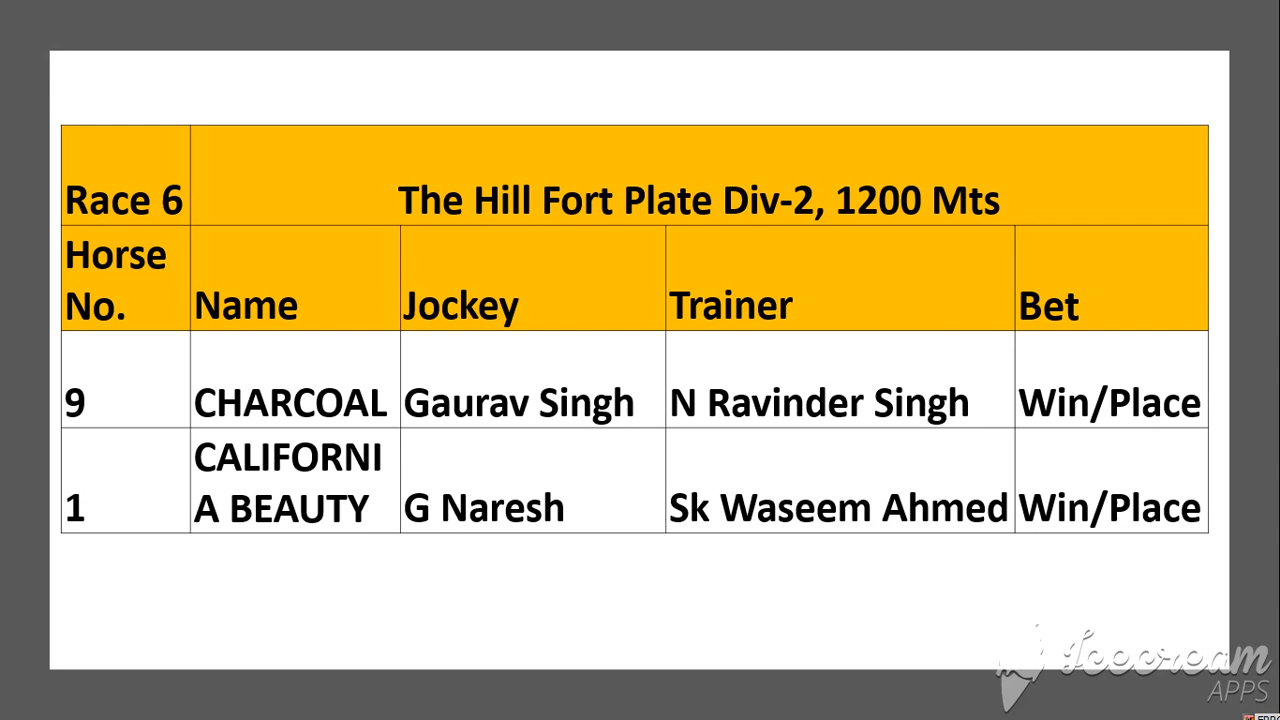 Race 6 The Hill Fort Plate Div-2, 1200 Mts
Horse
No. Name Jockey Trainer Bet
9 CHARCOAL Gaurav Singh N Ravinder Singh Win/Place
CALIFORNI
1 A BEAUTY G Naresh Sk Waseem Ahmed Win/Place
Icecream
APPS